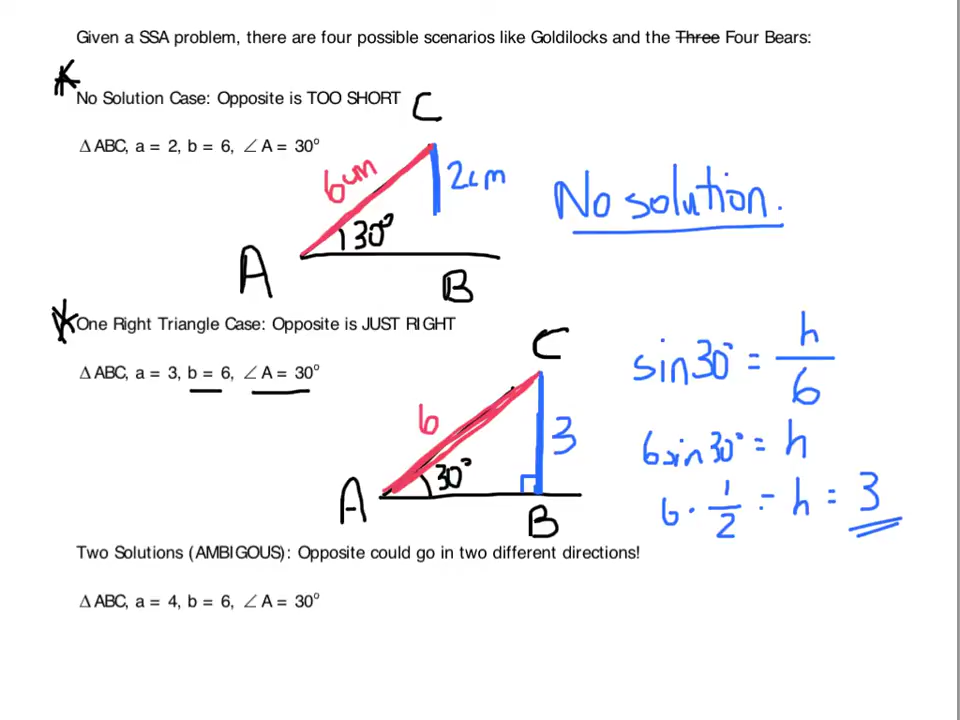 Given a SSA problem, there are four possible scenarios like Goldilocks and the Three Four Bears:
No Solution Case: Opposite is TOO SHORT
C
Δ ABC, a = 2, b = 6, ∠ A = 30°
6cm
2cm
No solution.
30°
A
B
One Right Triangle Case: Opposite is JUST RIGHT
C
Δ ABC, a = 3, b = 6, ∠ A = 30°
sin30° = h/6
6
3
6sin30° = h
30°
A
B
6 · 1/2 = h = 3
Two Solutions (AMBIGOUS): Opposite could go in two different directions!
Δ ABC, a = 4, b = 6, ∠ A = 30°